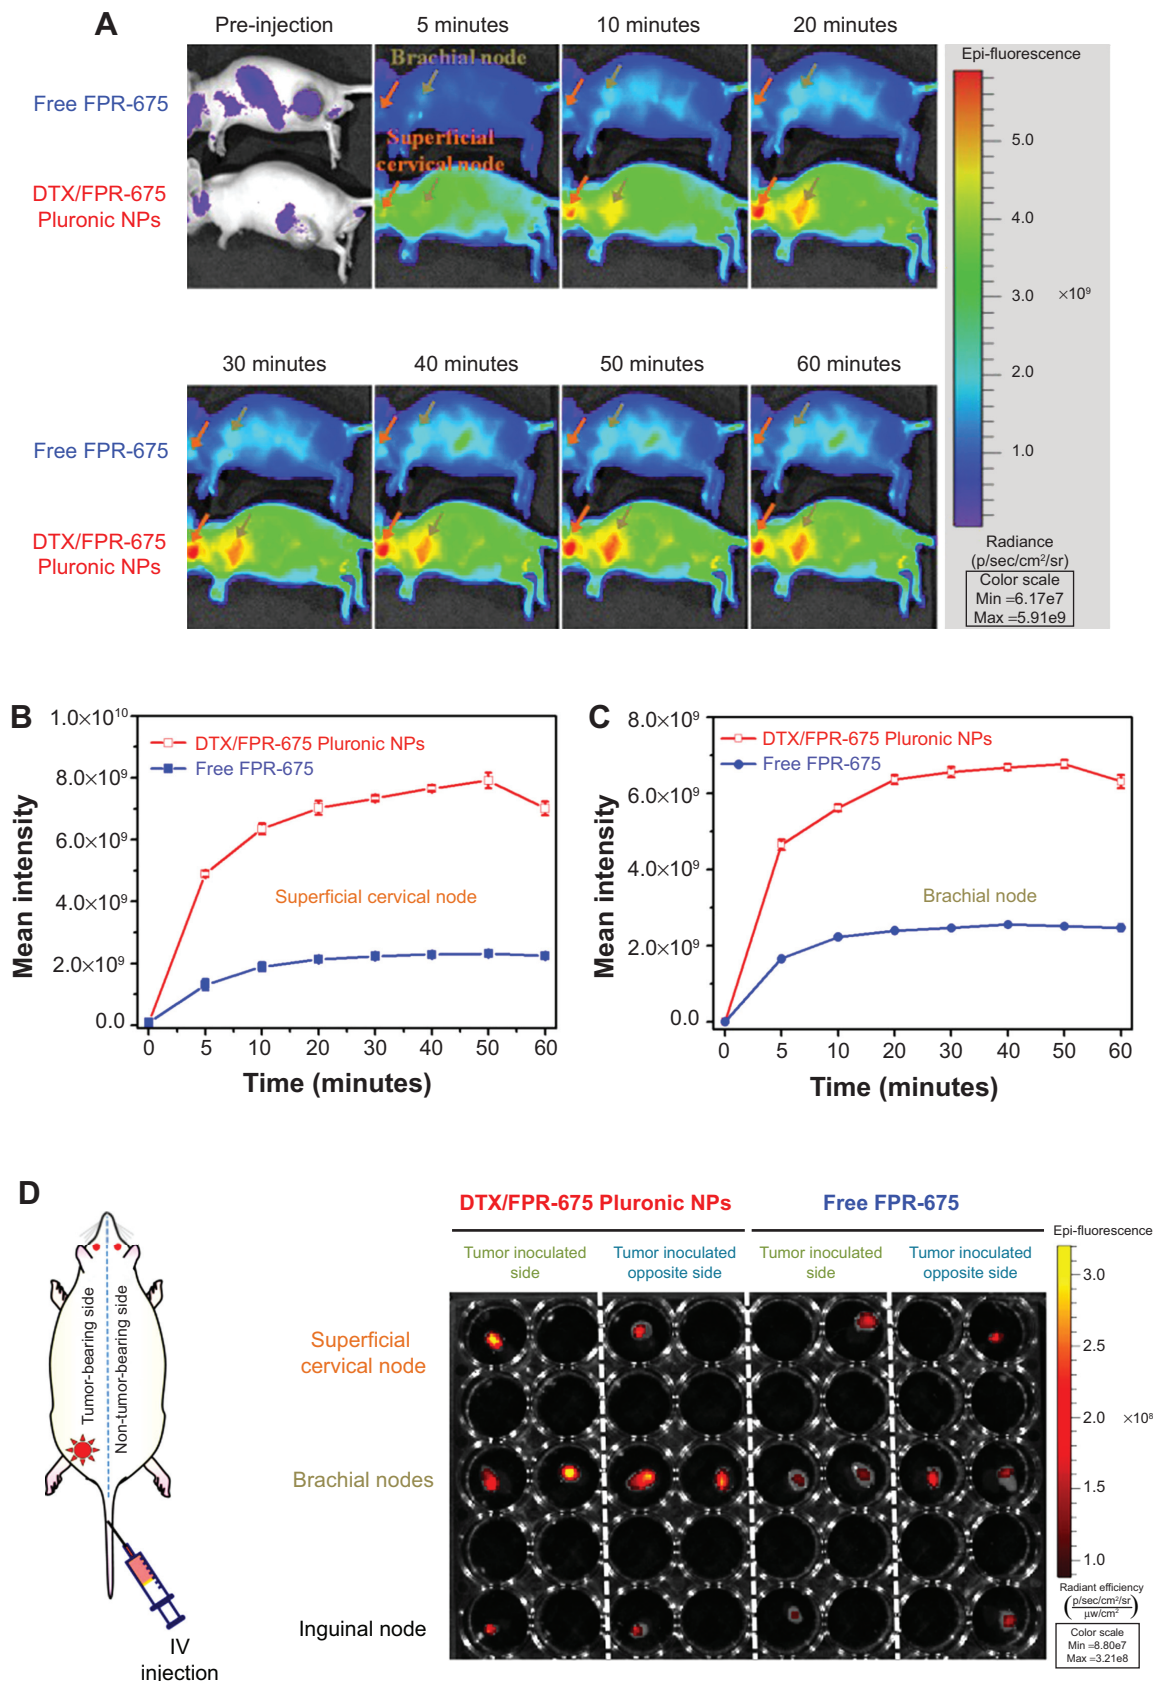 A
Pre-injection
5 minutes
10 minutes
20 minutes
Free FPR-675
DTX/FPR-675
Pluronic NPs
Brachial node
Superficial
cervical node
Epi-fluorescence
5.0
4.0
3.0
×10⁹
2.0
1.0
Radiance
(p/sec/cm²/sr)
Color scale
Min =6.17e7
Max =5.91e9
30 minutes
40 minutes
50 minutes
60 minutes
Free FPR-675
DTX/FPR-675
Pluronic NPs
B
1.0×10¹⁰
8.0×10⁹
6.0×10⁹
4.0×10⁹
2.0×10⁹
0.0
Mean intensity
DTX/FPR-675 Pluronic NPs
Free FPR-675
Superficial cervical node
0 5 10 20 30 40 50 60
Time (minutes)
C
8.0×10⁹
6.0×10⁹
4.0×10⁹
2.0×10⁹
0.0
Mean intensity
DTX/FPR-675 Pluronic NPs
Free FPR-675
Brachial node
0 5 10 20 30 40 50 60
Time (minutes)
D
Tumor-bearing side
Non-tumor-bearing side
IV
injection
DTX/FPR-675 Pluronic NPs
Free FPR-675
Tumor inoculated
side
Tumor inoculated
opposite side
Tumor inoculated
side
Tumor inoculated
opposite side
Superficial
cervical node
Brachial nodes
Inguinal node
Epi-fluorescence
3.0
2.5
2.0
×10⁸
1.5
1.0
Radiant efficiency
(p/sec/cm²/sr
µw/cm²)
Color scale
Min =8.80e7
Max =3.21e8